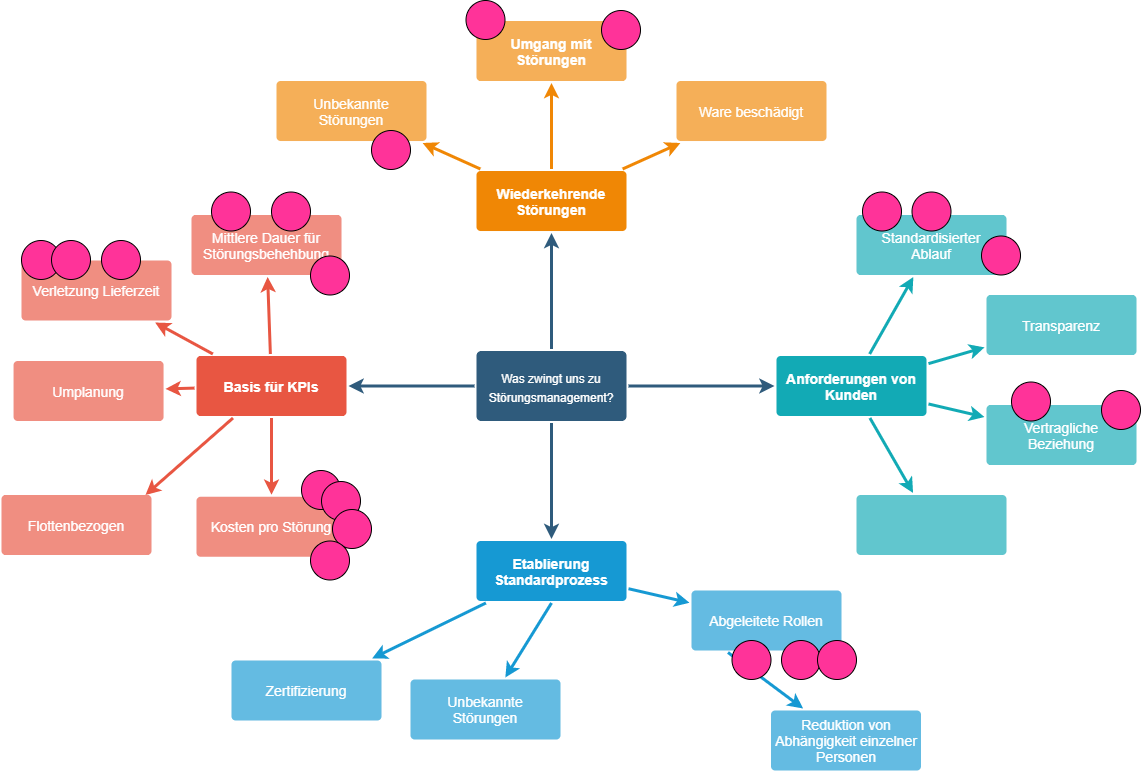 Umgang mit
Störungen
Unbekannte
Störungen
Ware beschädigt
Wiederkehrende
Störungen
Mittlere Dauer für
Störungsbehehbung
Verletzung Lieferzeit
Umplanung
Basis für KPIs
Flottenbezogen
Kosten pro Störung
Was zwingt uns zu
Störungsmanagement?
Standardisierter
Ablauf
Transparenz
Anforderungen von
Kunden
Vertragliche
Beziehung
Etablierung
Standardprozess
Abgeleitete Rollen
Zertifizierung
Unbekannte
Störungen
Reduktion von
Abhängigkeit einzelner
Personen